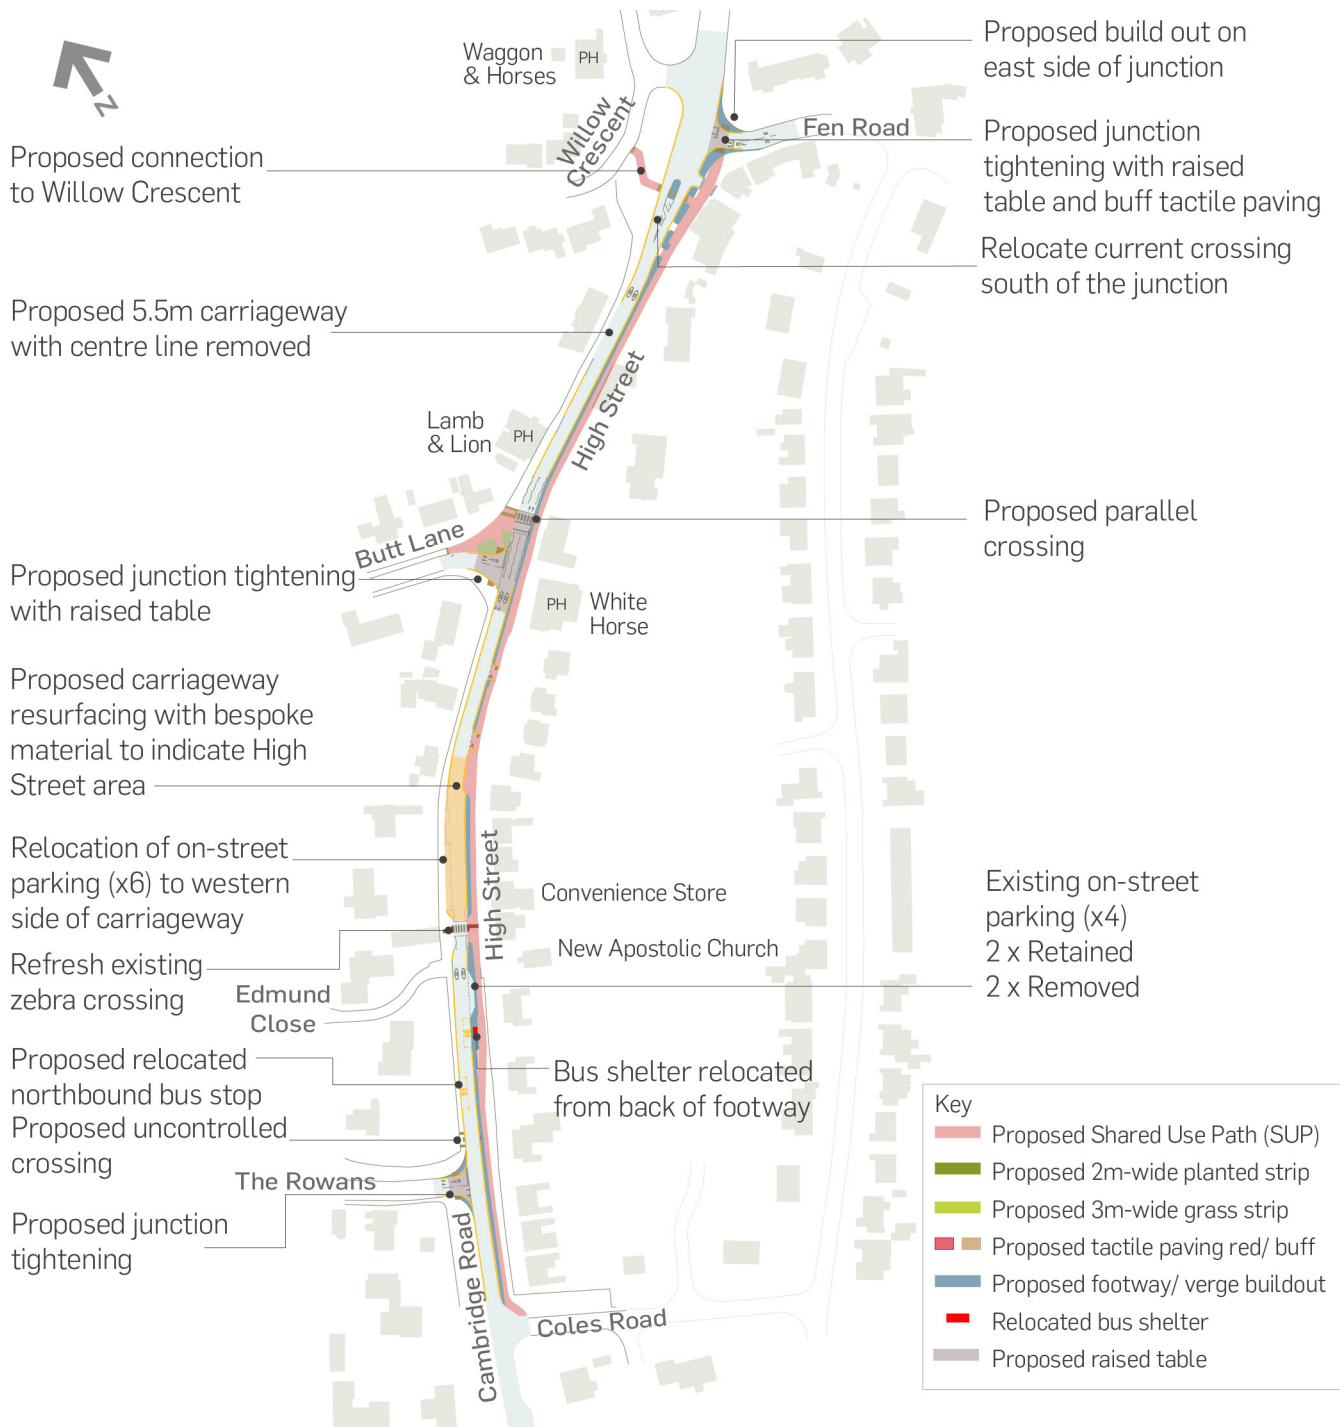 Waggon
& Horses
PH
Willow
Crescent
Fen Road
Proposed build out on
east side of junction
Proposed junction
tightening with raised
table and buff tactile paving
Relocate current crossing
south of the junction
N
Proposed connection
to Willow Crescent
Proposed 5.5m carriageway
with centre line removed
High Street
Lamb
& Lion
PH
Butt Lane
Proposed parallel
crossing
Proposed junction tightening
with raised table
PH
White
Horse
Proposed carriageway
resurfacing with bespoke
material to indicate High
Street area
Relocation of on-street
parking (x6) to western
side of carriageway
High Street
Convenience Store
New Apostolic Church
Existing on-street
parking (x4)
2 x Retained
2 x Removed
Refresh existing
zebra crossing
Edmund
Close
Proposed relocated
northbound bus stop
Bus shelter relocated
from back of footway
Proposed uncontrolled
crossing
The Rowans
Proposed junction
tightening
Cambridge Road
Coles Road
Key
Proposed Shared Use Path (SUP)
Proposed 2m-wide planted strip
Proposed 3m-wide grass strip
Proposed tactile paving red/ buff
Proposed footway/ verge buildout
Relocated bus shelter
Proposed raised table